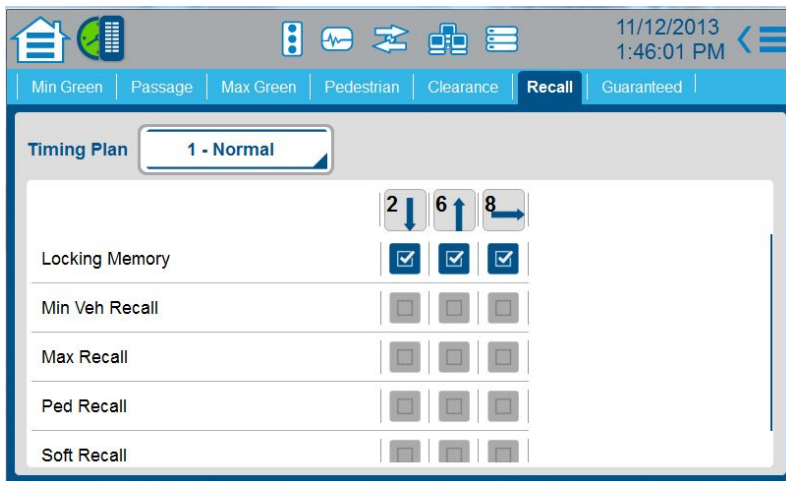 11/12/2013
1:46:01 PM
Min Green Passage Max Green Pedestrian Clearance Recall Guaranteed
Timing Plan 1 - Normal
2 6 8
Locking Memory
Min Veh Recall
Max Recall
Ped Recall
Soft Recall